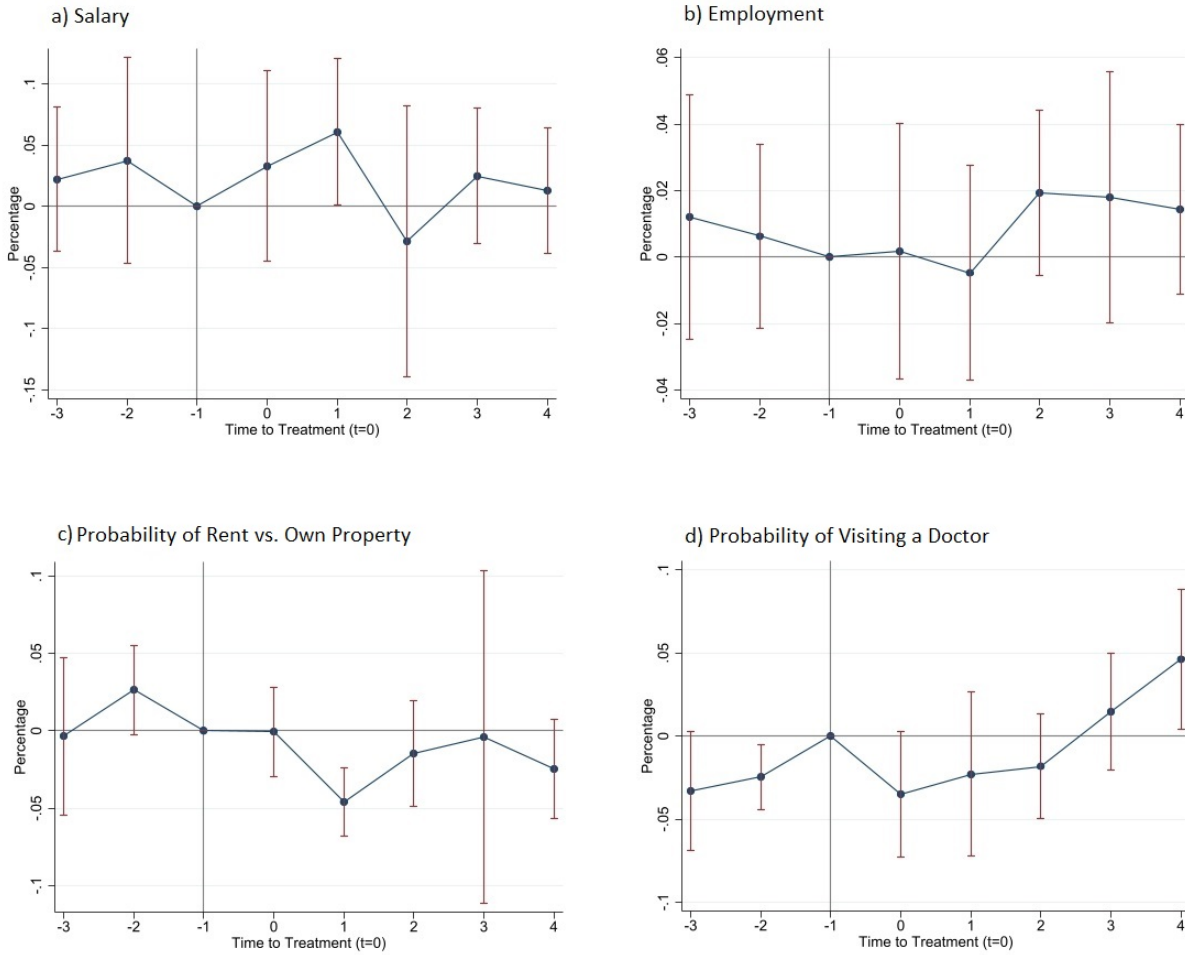 a) Salary
.1
.05
0
-.05
-.1
-.15
Percentage
-3 -2 -1 0 1 2 3 4
Time to Treatment (t=0)
b) Employment
.06
.04
.02
0
-.02
-.04
Percentage
-3 -2 -1 0 1 2 3 4
Time to Treatment (t=0)
c) Probability of Rent vs. Own Property
.1
.05
0
-.05
-.1
Percentage
-3 -2 -1 0 1 2 3 4
Time to Treatment (t=0)
d) Probability of Visiting a Doctor
.1
.05
0
-.05
-.1
Percentage
-3 -2 -1 0 1 2 3 4
Time to Treatment (t=0)